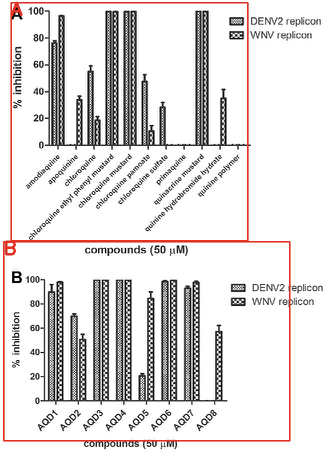 A
A
DENV2 replicon
WNV replicon
% inhibition
100
80
60
40
20
0
amodiaquine
apoquinine
chloroquine
chloroquine ethyl phenyl mustard
chloroquine mustard
chloroquine pamoate
chloroquine sulfate
primaquine
quinacrine mustard
quinine hydrobromide hydrate
quinine polymer
compounds (50 µM)
B
B
DENV2 replicon
WNV replicon
% inhibition
100
80
60
40
20
0
AQD1
AQD2
AQD3
AQD4
AQD5
AQD6
AQD7
AQD8
compounds (50 µM)